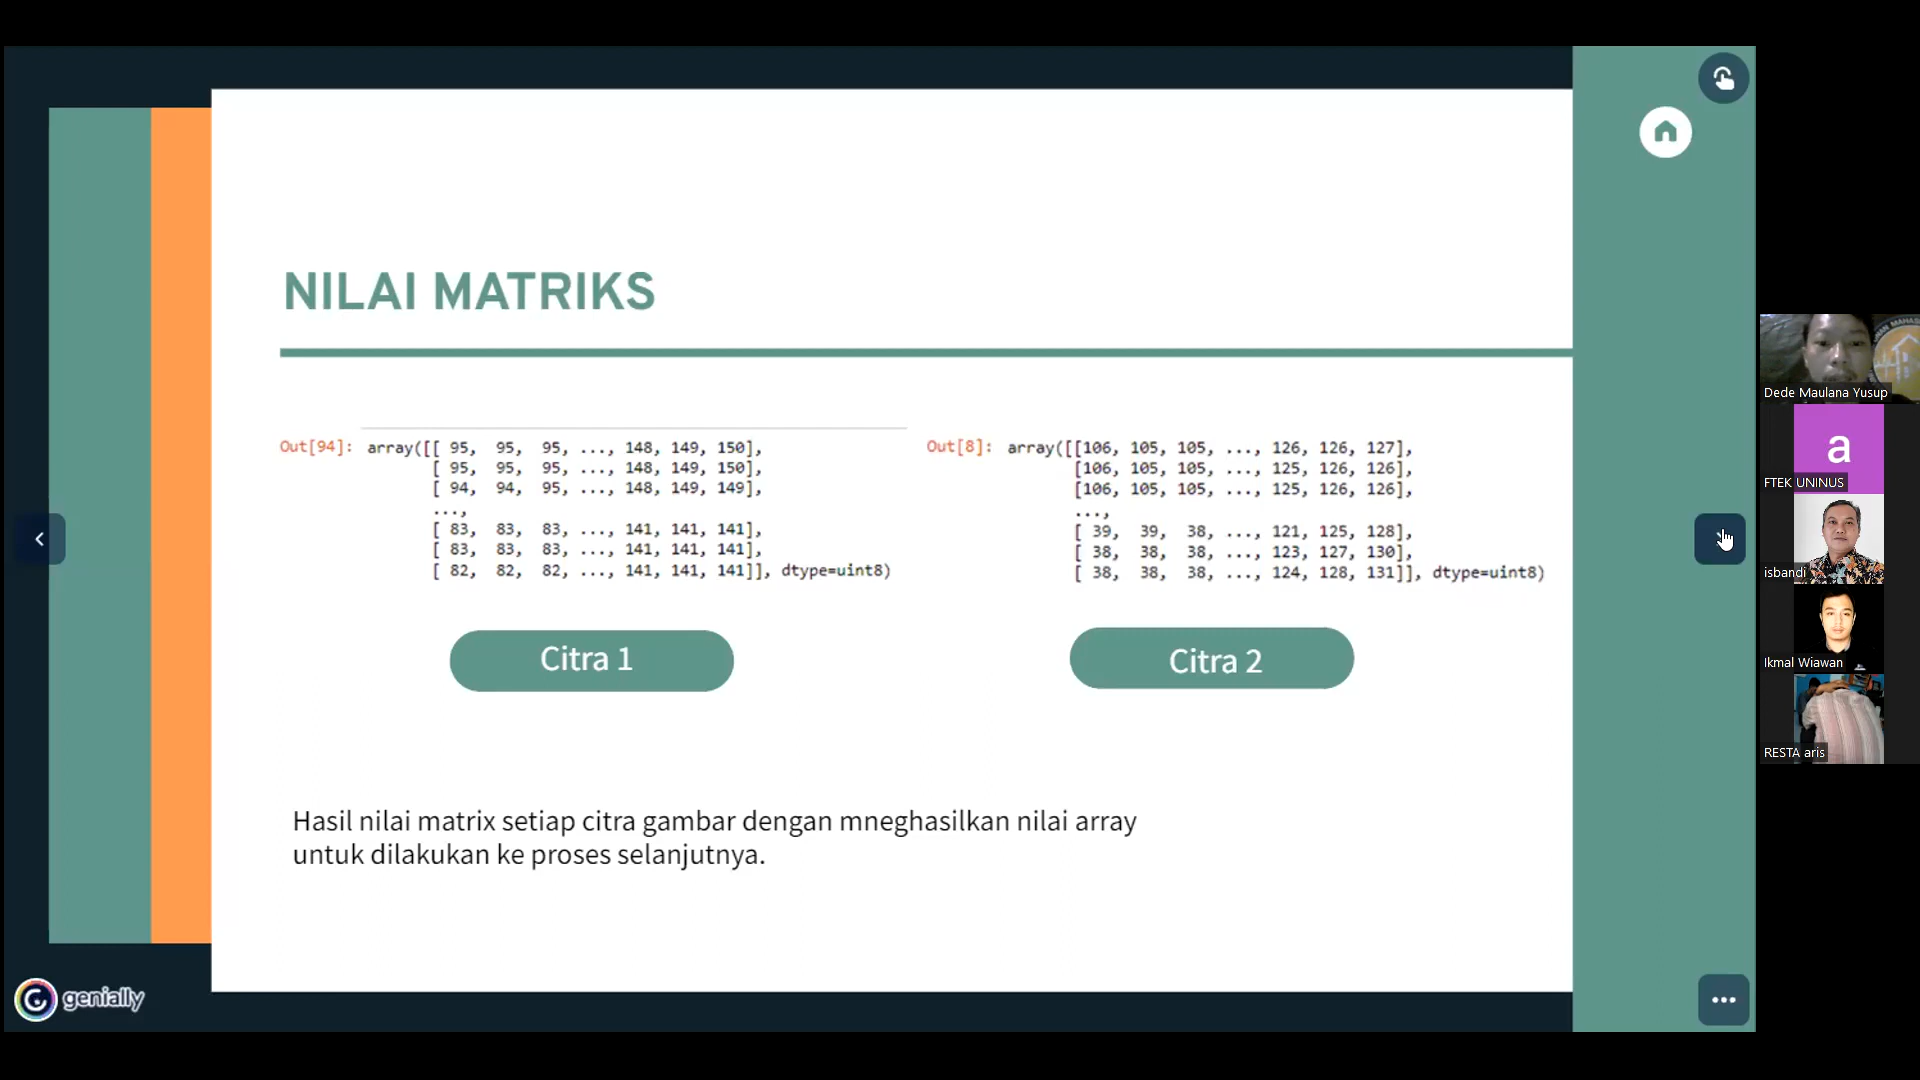 NILAI MATRIKS
Out[94]: array([[ 95, 95, 95, ..., 148, 149, 150],
[ 95, 95, 95, ..., 148, 149, 150],
[ 94, 94, 95, ..., 148, 149, 149],
...,
[ 83, 83, 83, ..., 141, 141, 141],
[ 83, 83, 83, ..., 141, 141, 141],
[ 82, 82, 82, ..., 141, 141, 141]], dtype=uint8)
Citra 1
Out[8]: array([[106, 105, 105, ..., 126, 126, 127],
[106, 105, 105, ..., 125, 126, 126],
[106, 105, 105, ..., 125, 126, 126],
...,
[ 39, 39, 38, ..., 121, 125, 128],
[ 38, 38, 38, ..., 123, 127, 130],
[ 38, 38, 38, ..., 124, 128, 131]], dtype=uint8)
Citra 2
Hasil nilai matrix setiap citra gambar dengan mneghasilkan nilai array
untuk dilakukan ke proses selanjutnya.
genially
Dede Maulana Yusup
a
FTEK UNINUS
isbandi
Ikmal Wiawan
RESTA aris